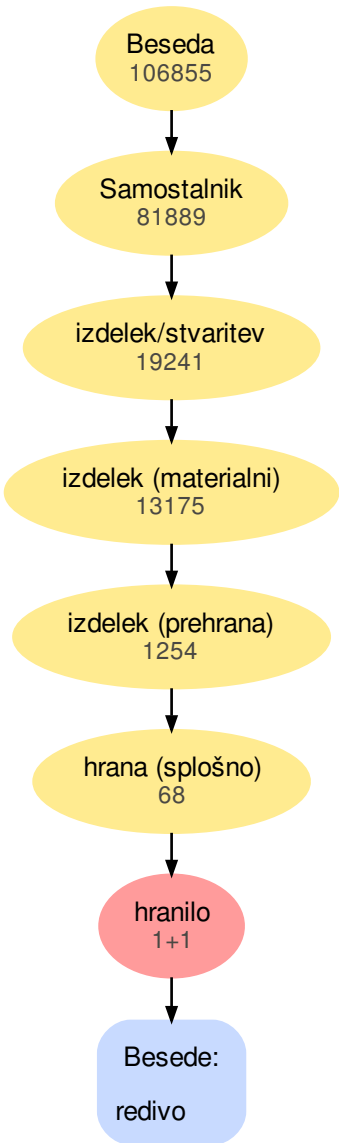 Beseda
106855
Samostalnik
81889
izdelek/stvaritev
19241
izdelek (materialni)
13175
izdelek (prehrana)
1254
hrana (splošno)
68
hranilo
1+1
Besede:
redivo